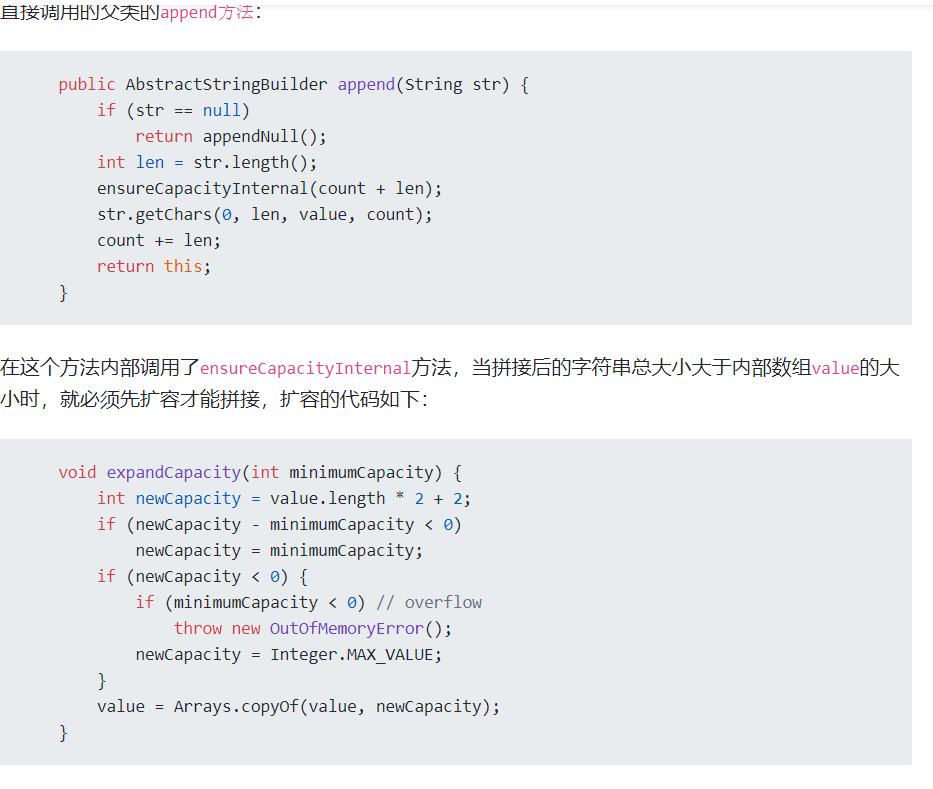 直接调用的父类的append方法：
public AbstractStringBuilder append(String str) {
    if (str == null)
        return appendNull();
    int len = str.length();
    ensureCapacityInternal(count + len);
    str.getChars(0, len, value, count);
    count += len;
    return this;
}
在这个方法内部调用了ensureCapacityInternal方法，当拼接后的字符串总大小大于内部数组value的大
小时，就必须先扩容才能拼接，扩容的代码如下：
void expandCapacity(int minimumCapacity) {
    int newCapacity = value.length * 2 + 2;
    if (newCapacity - minimumCapacity < 0)
        newCapacity = minimumCapacity;
    if (newCapacity < 0) {
        if (minimumCapacity < 0) // overflow
            throw new OutOfMemoryError();
        newCapacity = Integer.MAX_VALUE;
    }
    value = Arrays.copyOf(value, newCapacity);
}